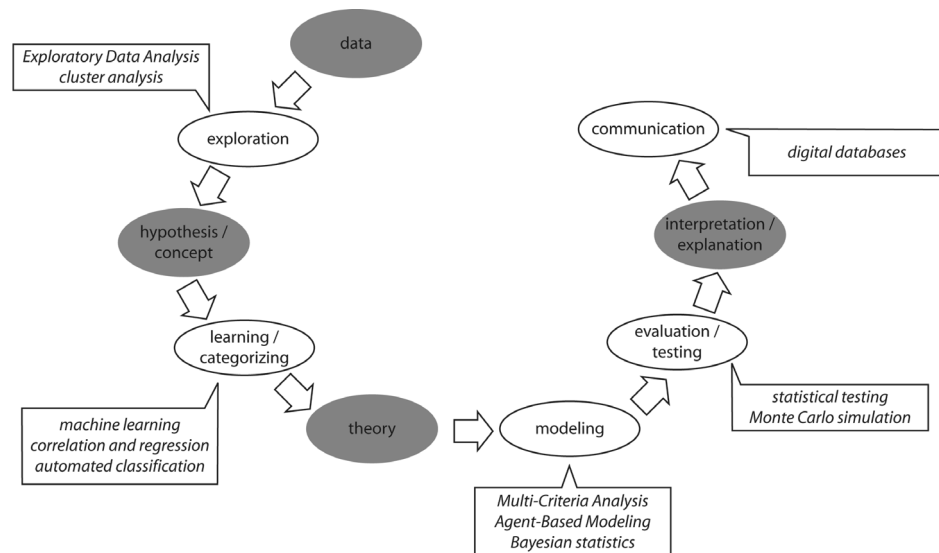 data
Exploratory Data Analysis
cluster analysis
exploration
communication
digital databases
hypothesis /
concept
interpretation /
explanation
learning /
categorizing
evaluation /
testing
machine learning
correlation and regression
automated classification
theory
modeling
statistical testing
Monte Carlo simulation
Multi-Criteria Analysis
Agent-Based Modeling
Bayesian statistics